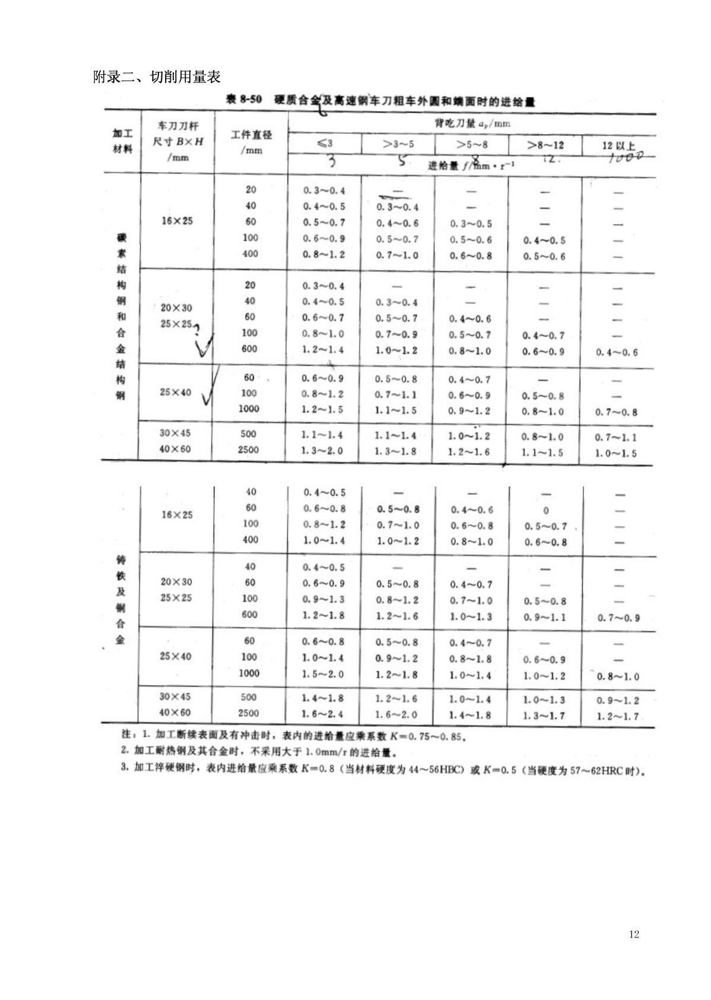 附录二、切削用量表
表 8-50 硬质合金及高速钢车刀粗车外圆和端面时的进给量
加工材料 车刀刀杆尺寸 B×H /mm 工件直径 /mm 背吃刀量 ap/mm
≤3 >3～5 >5～8 >8～12 12 以上
3 5 8 12. 1000
进给量 f/mm·r⁻¹
碳素结构钢和合金结构钢
16×25
20 0.3～0.4 — — — —
40 0.4～0.5 0.3～0.4 — — —
60 0.5～0.7 0.4～0.6 0.3～0.5 — —
100 0.6～0.9 0.5～0.7 0.5～0.6 0.4～0.5 —
400 0.8～1.2 0.7～1.0 0.6～0.8 0.5～0.6 —
20×30
25×25 ?
20 0.3～0.4 — — — —
40 0.4～0.5 0.3～0.4 — — —
60 0.6～0.7 0.5～0.7 0.4～0.6 — —
100 0.8～1.0 0.7～0.9 0.5～0.7 0.4～0.7 —
600 1.2～1.4 1.0～1.2 0.8～1.0 0.6～0.9 0.4～0.6
25×40
60 0.6～0.9 0.5～0.8 0.4～0.7 — —
100 0.8～1.2 0.7～1.1 0.6～0.9 0.5～0.8 —
1000 1.2～1.5 1.1～1.5 0.9～1.2 0.8～1.0 0.7～0.8
30×45 500 1.1～1.4 1.1～1.4 1.0～1.2 0.8～1.0 0.7～1.1
40×60 2500 1.3～2.0 1.3～1.8 1.2～1.6 1.1～1.5 1.0～1.5
铸铁及铜合金
16×25
40 0.4～0.5 — — — —
60 0.6～0.8 0.5～0.8 0.4～0.6 0 —
100 0.8～1.2 0.7～1.0 0.6～0.8 0.5～0.7 —
400 1.0～1.4 1.0～1.2 0.8～1.0 0.6～0.8 —
20×30
25×25
40 0.4～0.5 — — — —
60 0.6～0.9 0.5～0.8 0.4～0.7 — —
100 0.9～1.3 0.8～1.2 0.7～1.0 0.5～0.8 —
600 1.2～1.8 1.2～1.6 1.0～1.3 0.9～1.1 0.7～0.9
25×40
60 0.6～0.8 0.5～0.8 0.4～0.7 — —
100 1.0～1.4 0.9～1.2 0.8～1.8 0.6～0.9 —
1000 1.5～2.0 1.2～1.8 1.0～1.4 1.0～1.2 0.8～1.0
30×45 500 1.4～1.8 1.2～1.6 1.0～1.4 1.0～1.3 0.9～1.2
40×60 2500 1.6～2.4 1.6～2.0 1.4～1.8 1.3～1.7 1.2～1.7
注：1. 加工断续表面及有冲击时，表内的进给量应乘系数 K=0.75～0.85。
2. 加工耐热钢及其合金时，不采用大于 1.0mm/r 的进给量。
3. 加工淬硬钢时，表内进给量应乘系数 K=0.8（当材料硬度为 44～56HBC）或 K=0.5（当硬度为 57～62HRC 时）。
12